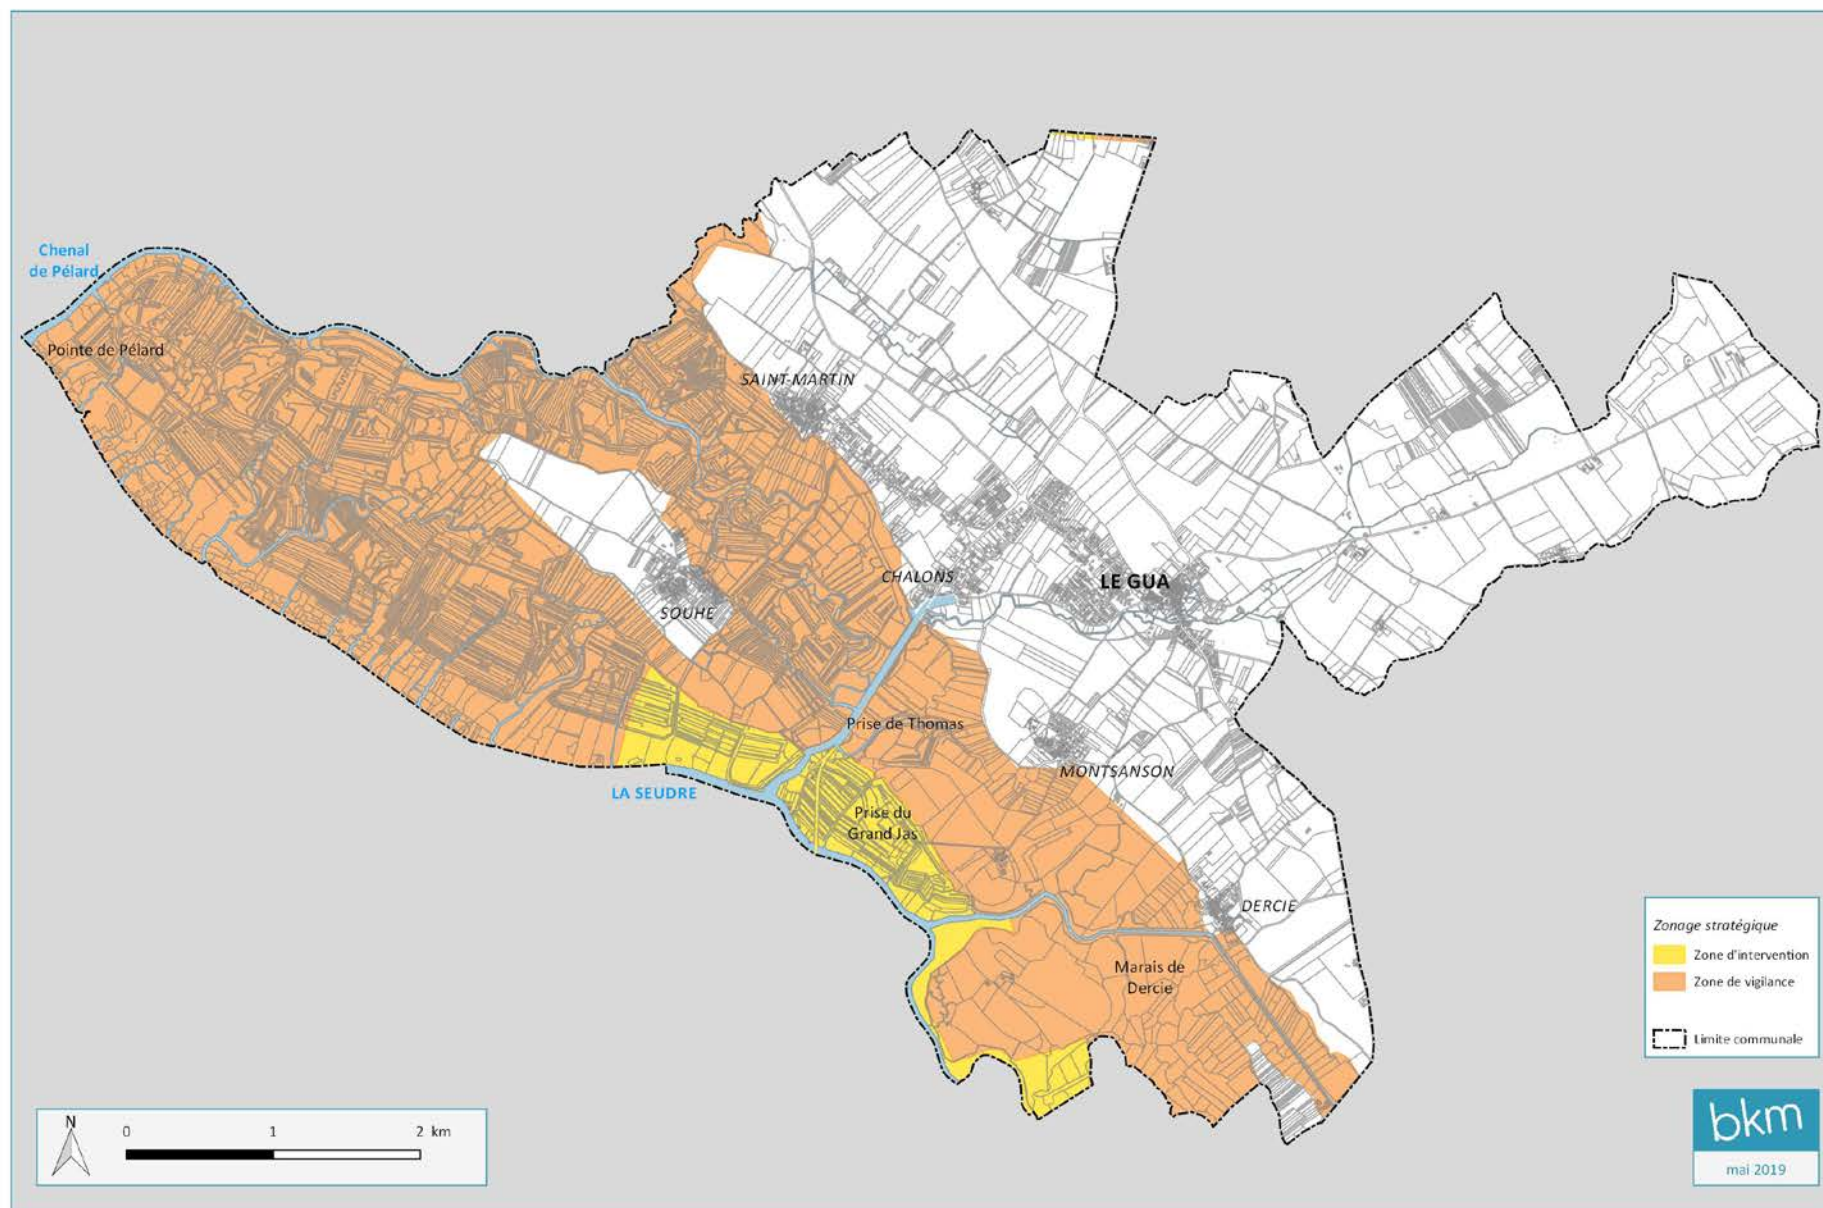 Chenal
de Pélard
Pointe de Pélard
SAINT-MARTIN
CHALONS
LE GUA
SOUHE
Prise de Thomas
MONTSANSON
LA SEUDRE
Prise du
Grand Jas
DERCIE
Marais de
Dercie
Zonage stratégique
Zone d'intervention
Zone de vigilance
Limite communale
N
0 1 2 km
bkm
mai 2019